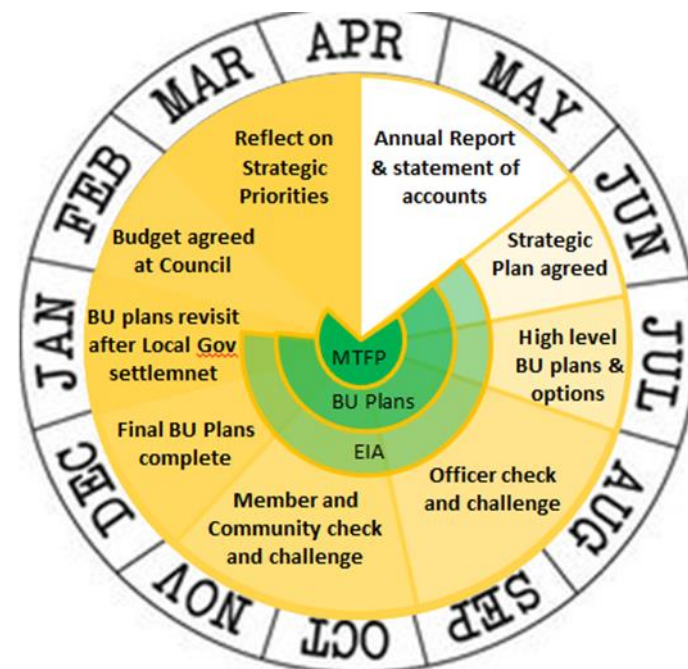 APR
MAY
JUN
JUL
AUG
SEP
OCT
NOV
DEC
JAN
FEB
MAR
Annual Report
& statement of
accounts
Strategic
Plan agreed
High level
BU plans &
options
Officer check
and challenge
Member and
Community check
and challenge
Final BU Plans
complete
BU plans revisit
after Local Gov
settlemnet
Budget agreed
at Council
Reflect on
Strategic
Priorities
MTFP
BU Plans
EIA